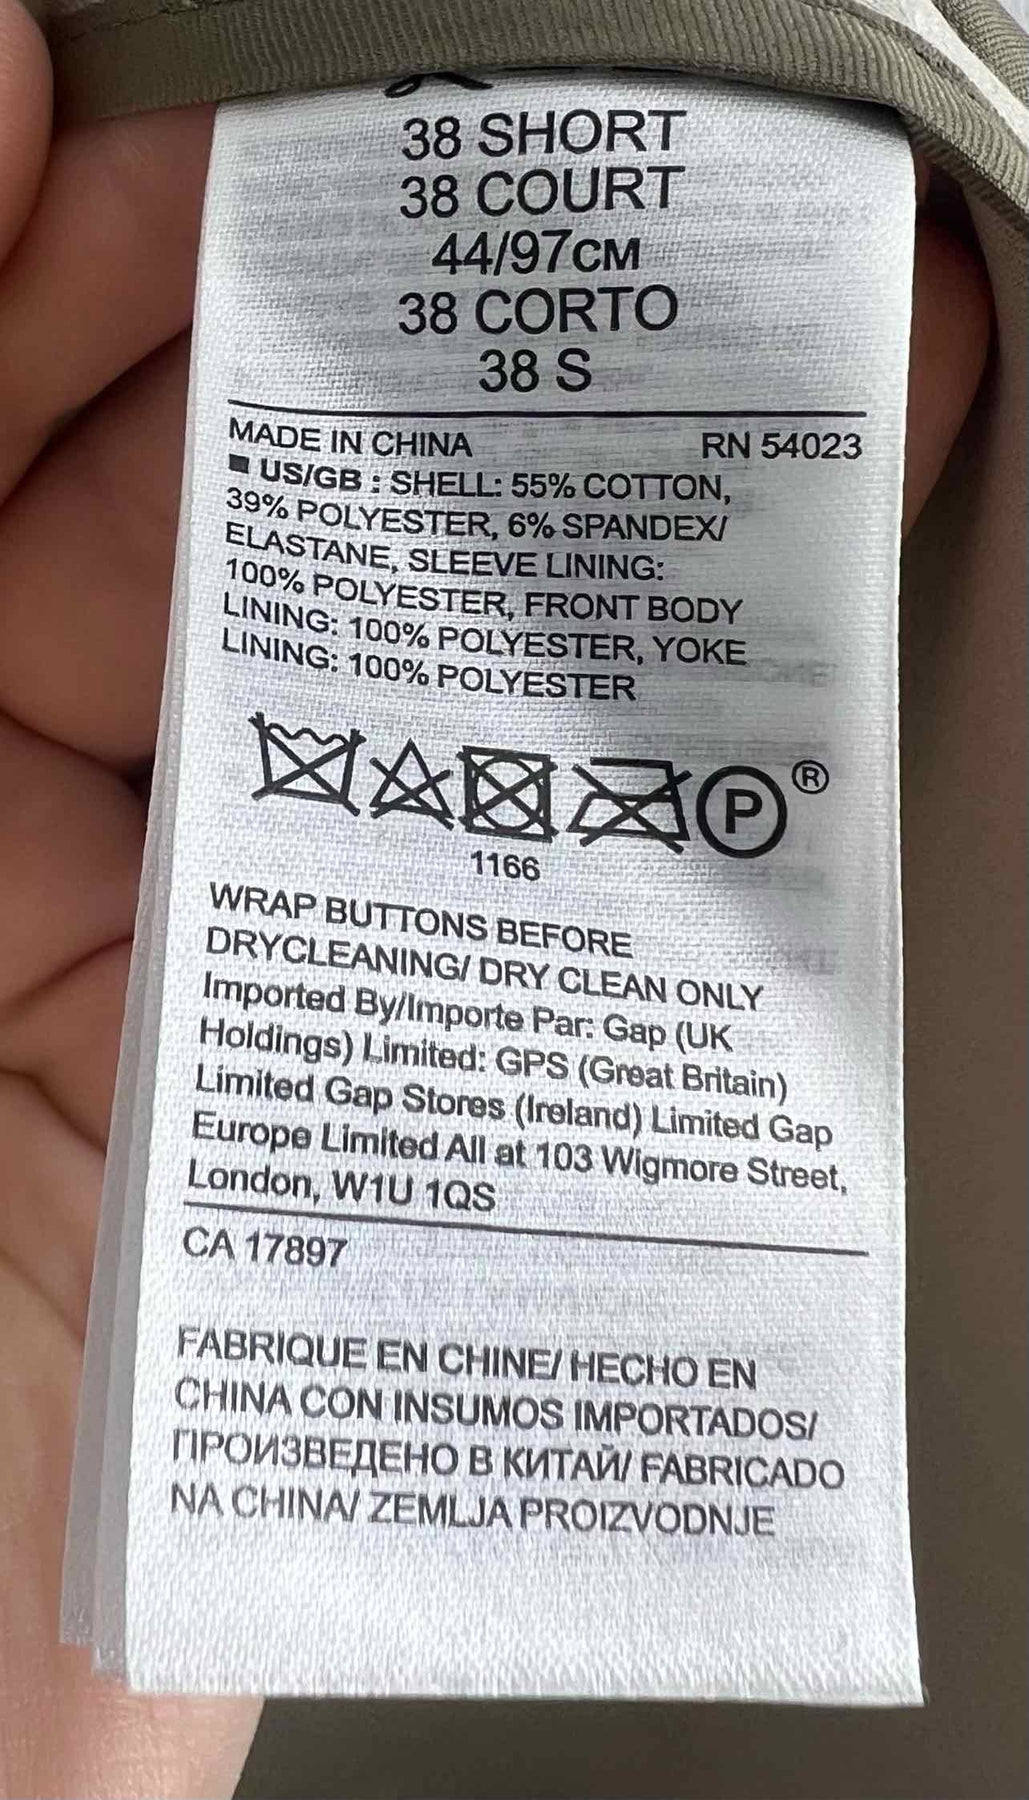 38 SHORT
38 COURT
44/97CM
38 CORTO
38 S
MADE IN CHINA RN 54023
US/GB : SHELL: 55% COTTON,
39% POLYESTER, 6% SPANDEX/
ELASTANE, SLEEVE LINING:
100% POLYESTER, FRONT BODY
LINING: 100% POLYESTER, YOKE
LINING: 100% POLYESTER
P ®
1166
WRAP BUTTONS BEFORE
DRYCLEANING/ DRY CLEAN ONLY
Imported By/Importe Par: Gap (UK
Holdings) Limited: GPS (Great Britain)
Limited Gap Stores (Ireland) Limited Gap
Europe Limited All at 103 Wigmore Street,
London, W1U 1QS
CA 17897
FABRIQUE EN CHINE/ HECHO EN
CHINA CON INSUMOS IMPORTADOS/
ПРОИЗВЕДЕНО В КИТАЙ/ FABRICADO
NA CHINA/ ZEMLJA PROIZVODNJE